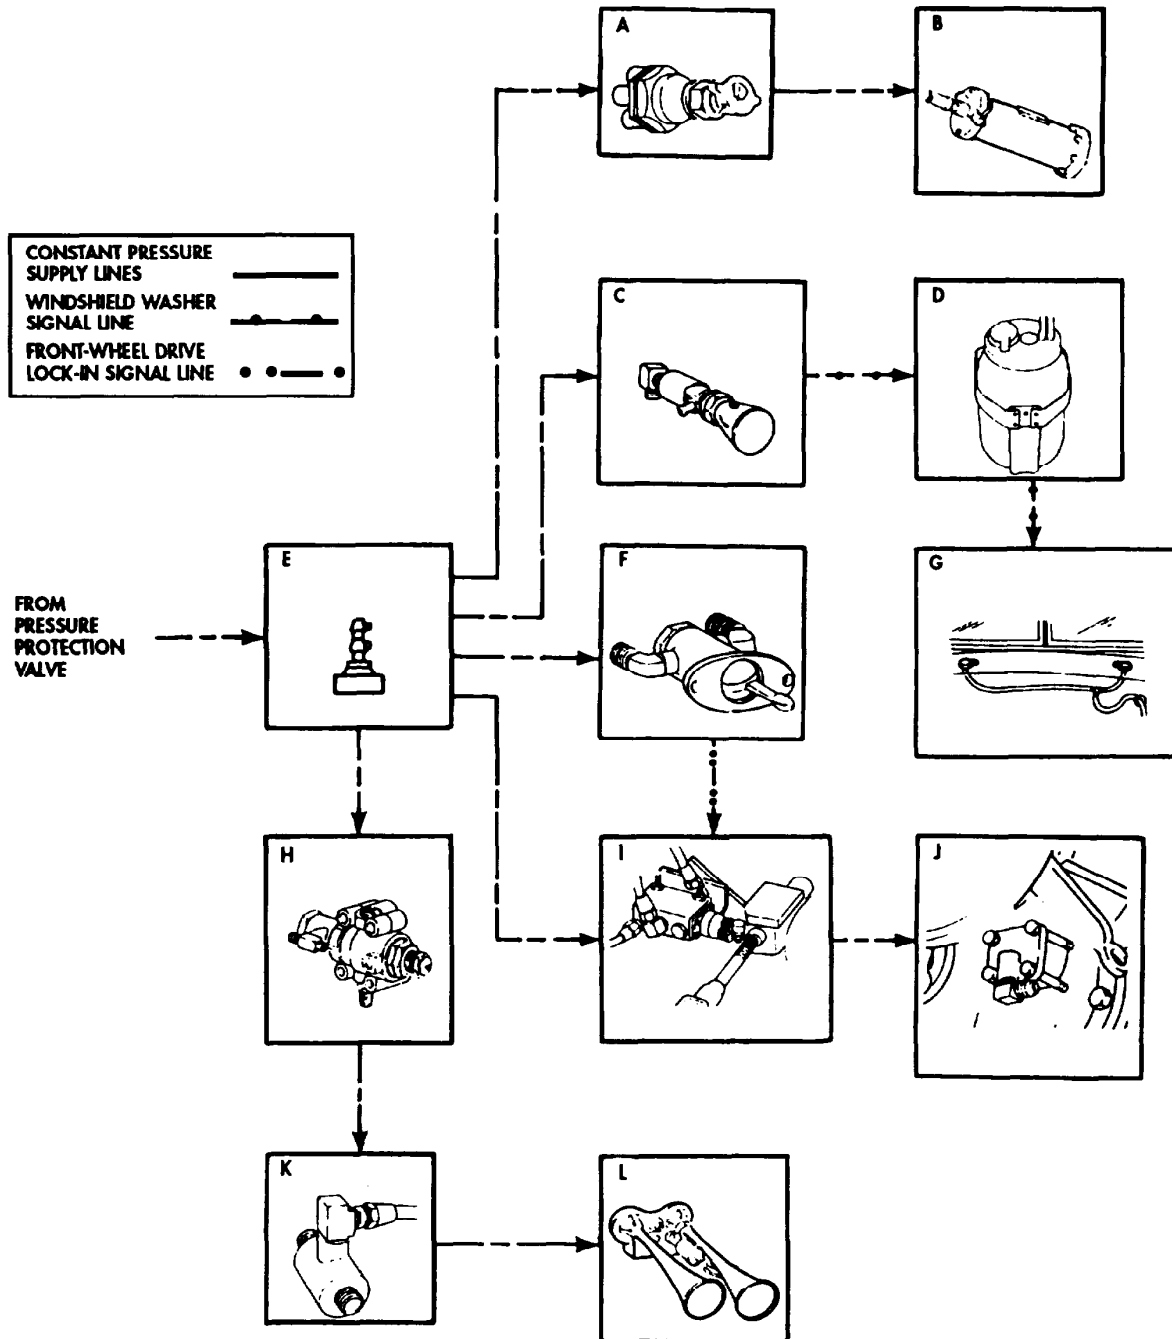 A
B
CONSTANT PRESSURE
SUPPLY LINES
WINDSHIELD WASHER
SIGNAL LINE
FRONT-WHEEL DRIVE
LOCK-IN SIGNAL LINE
C
D
E
F
G
FROM
PRESSURE
PROTECTION
VALVE
H
I
J
K
L